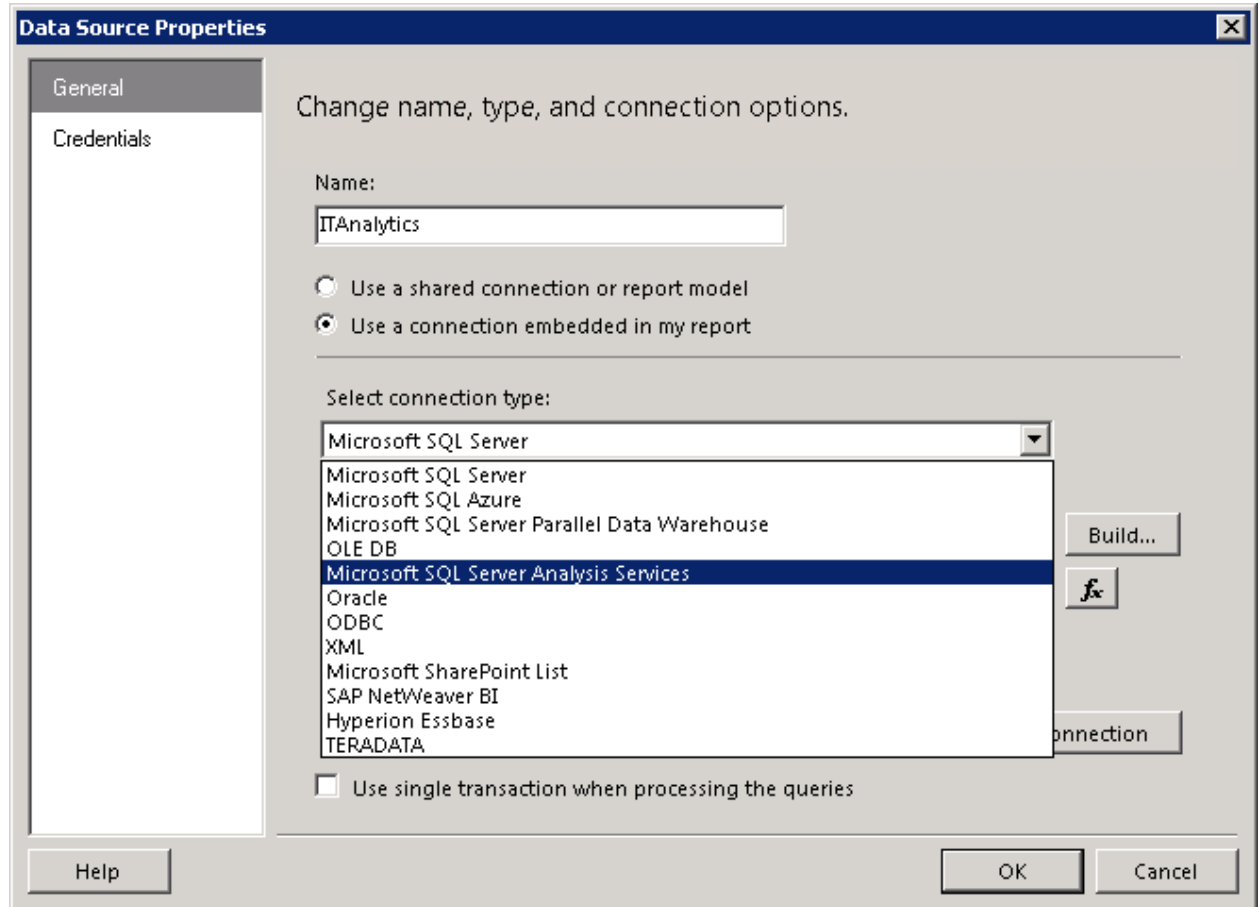 Data Source Properties
General
Credentials
Change name, type, and connection options.
Name:
ITAnalytics
Use a shared connection or report model
Use a connection embedded in my report
Select connection type:
Microsoft SQL Server
Microsoft SQL Server
Microsoft SQL Azure
Microsoft SQL Server Parallel Data Warehouse
OLE DB
Build...
Microsoft SQL Server Analysis Services
fx
Oracle
ODBC
XML
Microsoft SharePoint List
SAP NetWeaver BI
Hyperion Essbase
onnection
TERADATA
Use single transaction when processing the queries
Help
OK
Cancel